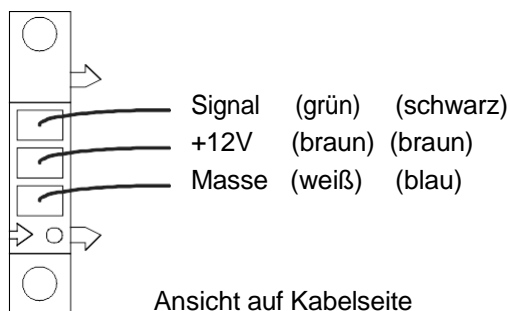 Signal (grün) (schwarz)
+12V (braun) (braun)
Masse (weiß) (blau)
Ansicht auf Kabelseite